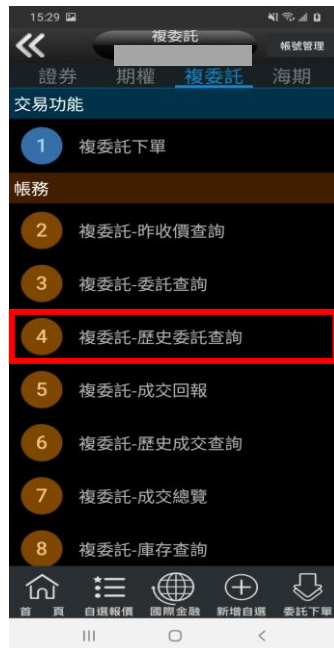 15:29
複委託
帳號管理
證券 期權 複委託 海期
交易功能
1 複委託下單
帳務
2 複委託-昨收價查詢
3 複委託-委託查詢
4 複委託-歷史委託查詢
5 複委託-成交回報
6 複委託-歷史成交查詢
7 複委託-成交總覽
8 複委託-庫存查詢
首 頁 自選報價 國際金融 新增自選 委託下單